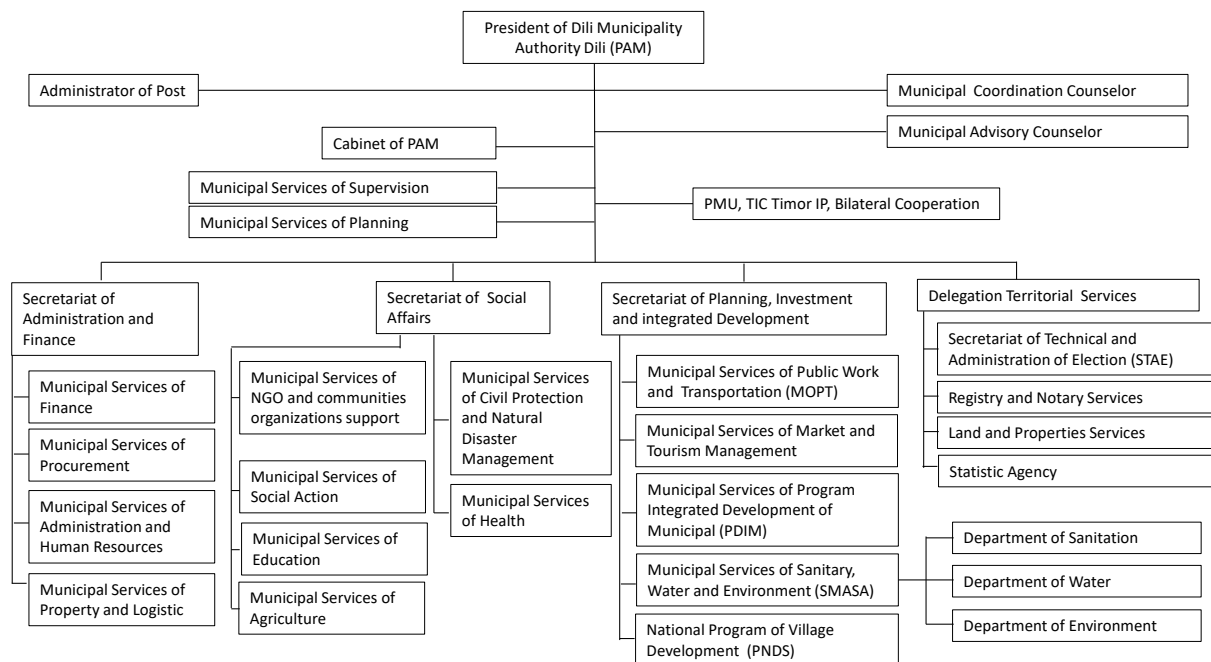 President of Dili Municipality
Authority Dili (PAM)
Administrator of Post
Municipal Coordination Counselor
Municipal Advisory Counselor
Cabinet of PAM
Municipal Services of Supervision
PMU, TIC Timor IP, Bilateral Cooperation
Municipal Services of Planning
Secretariat of
Administration and
Finance
Municipal Services of
Finance
Municipal Services of
Procurement
Municipal Services of
Administration and
Human Resources
Municipal Services of
Property and Logistic
Secretariat of Social
Affairs
Municipal Services of
NGO and communities
organizations support
Municipal Services of
Social Action
Municipal Services of
Education
Municipal Services of
Agriculture
Municipal Services
of Civil Protection
and Natural
Disaster
Management
Municipal Services
of Health
Secretariat of Planning, Investment
and integrated Development
Municipal Services of Public Work
and Transportation (MOPT)
Municipal Services of Market and
Tourism Management
Municipal Services of Program
Integrated Development of
Municipal (PDIM)
Municipal Services of Sanitary,
Water and Environment (SMASA)
National Program of Village
Development (PNDS)
Delegation Territorial Services
Secretariat of Technical and
Administration of Election (STAE)
Registry and Notary Services
Land and Properties Services
Statistic Agency
Department of Sanitation
Department of Water
Department of Environment